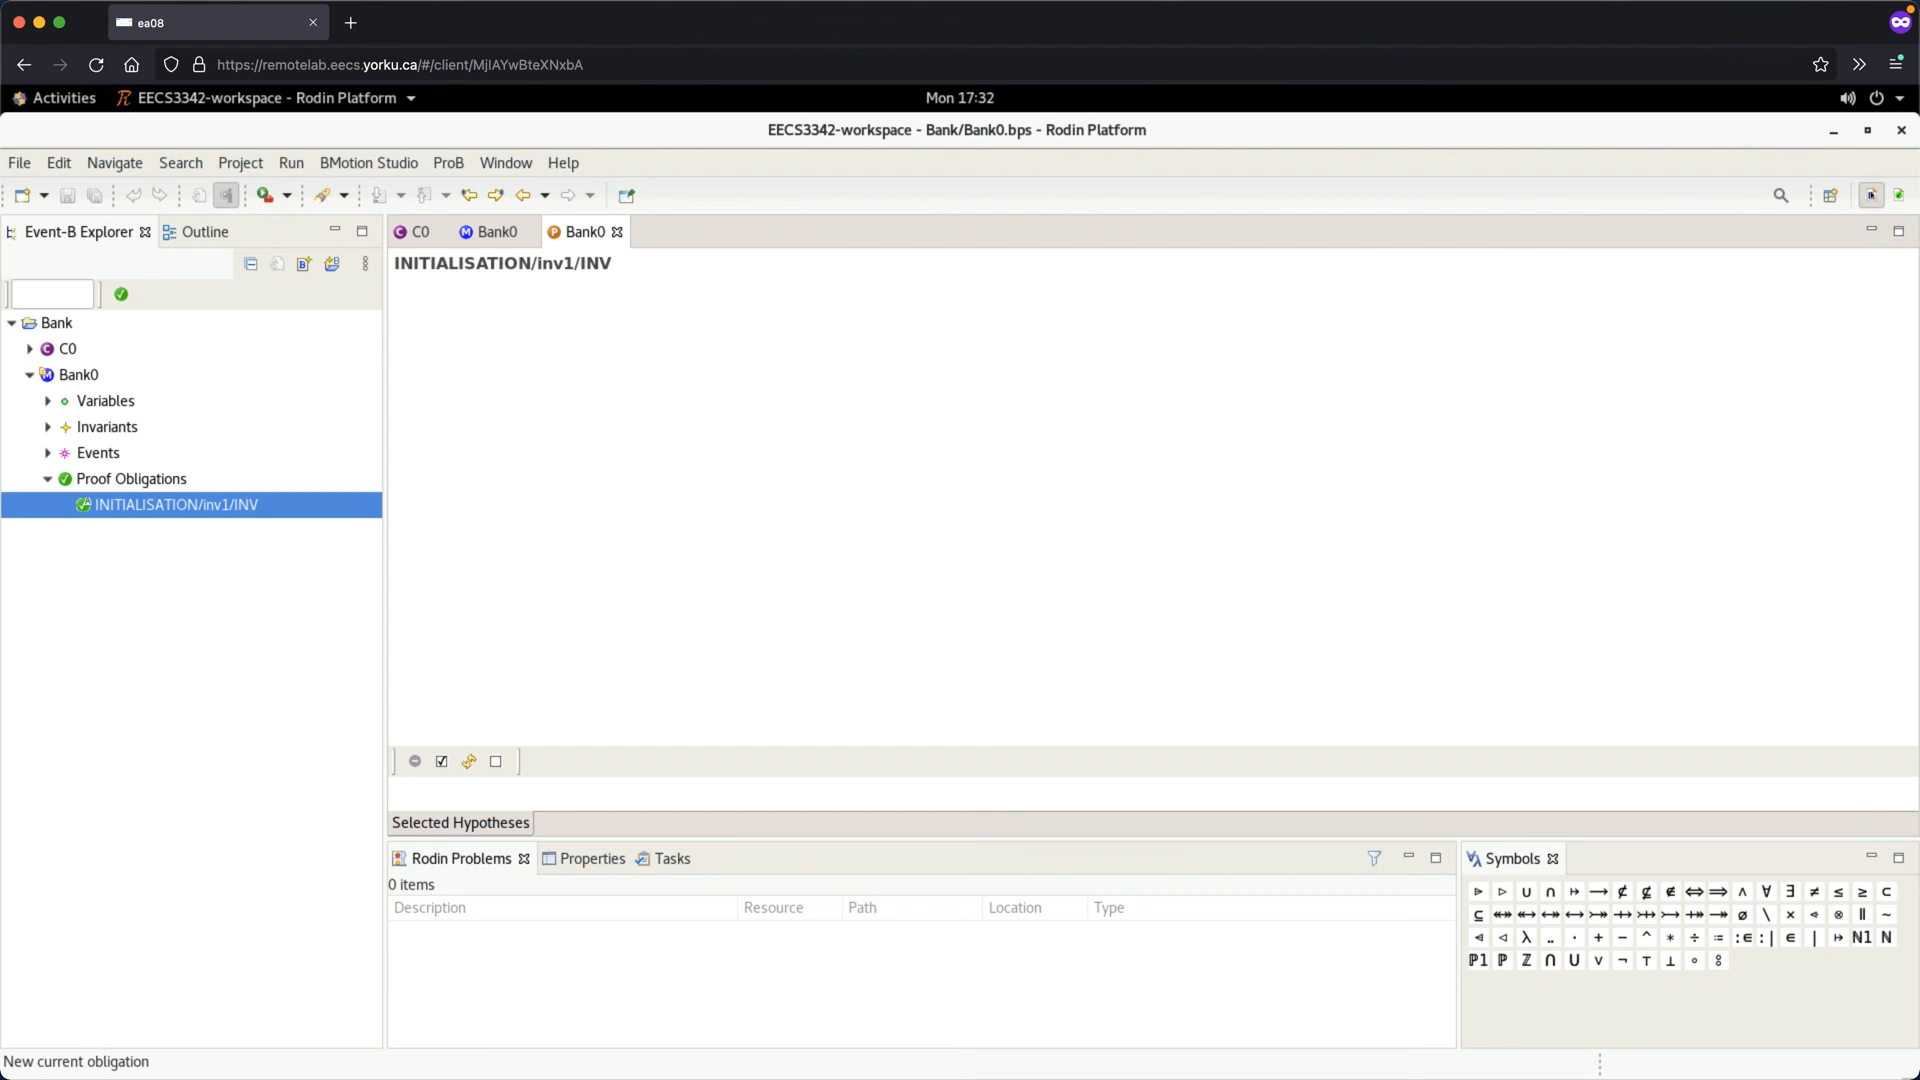 ea08
https://remotelab.eecs.yorku.ca/#/client/MjIAYwBteXNxbA
Activities EECS3342-workspace - Rodin Platform Mon 17:32
EECS3342-workspace - Bank/Bank0.bps - Rodin Platform
File Edit Navigate Search Project Run BMotion Studio ProB Window Help
Event-B Explorer Outline C0 Bank0 Bank0
INITIALISATION/inv1/INV
Bank
C0
Bank0
Variables
Invariants
Events
Proof Obligations
INITIALISATION/inv1/INV
Selected Hypotheses
Rodin Problems Properties Tasks Symbols
0 items
Description Resource Path Location Type
∪ ∩ ⇔ ⇒ ∧ ∀ ∃ ≠ ≤ ≥ ⊂
λ .. · + − ^ ∗ ÷ ≔ :∈ :| ∈ | ↦ ℕ1 ℕ
ℙ1 ℙ ℤ ⋂ ⋃ ∨ ¬ ⊤ ⊥ ∘
New current obligation